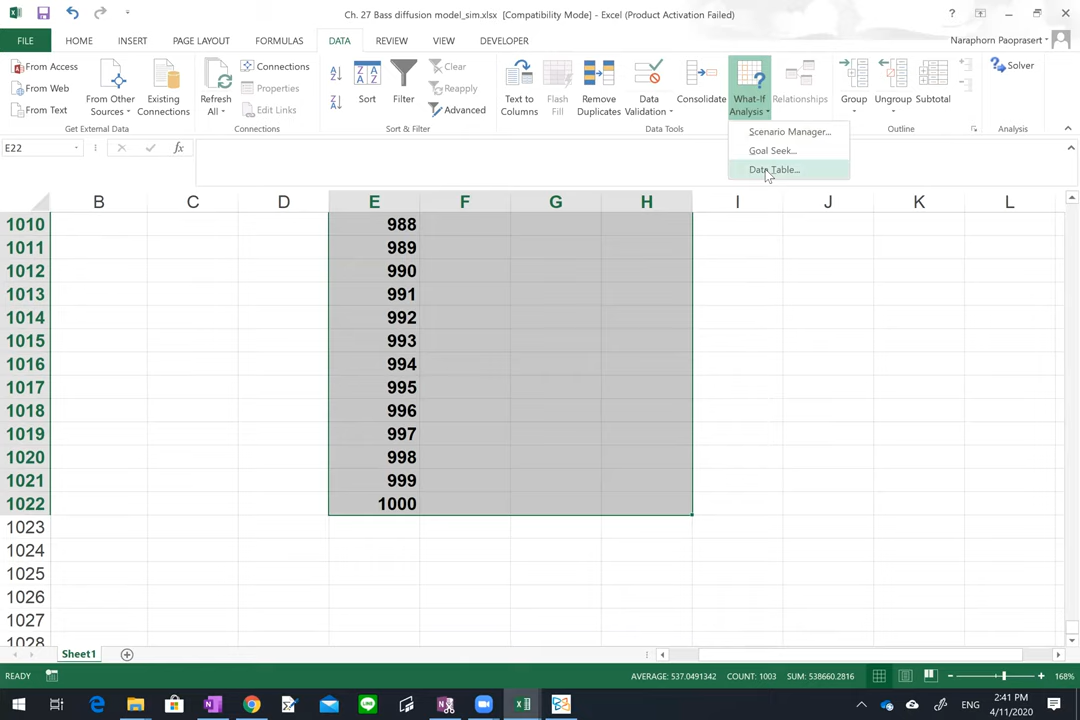 Ch. 27 Bass diffusion model_sim.xlsx  [Compatibility Mode] - Excel (Product Activation Failed)
FILE HOME INSERT PAGE LAYOUT FORMULAS DATA REVIEW VIEW DEVELOPER Naraphorn Paoprasert
From Access
From Web
From Text
From Other Sources
Existing Connections
Get External Data
Refresh All
Connections
Properties
Edit Links
Connections
Sort
Filter
Clear
Reapply
Advanced
Sort & Filter
Text to Columns
Flash Fill
Remove Duplicates
Data Validation
Consolidate
What-If Analysis
Relationships
Data Tools
Group
Ungroup
Subtotal
Outline
Solver
Analysis
Scenario Manager...
Goal Seek...
Data Table...
E22
fx
B C D E F G H I J K L
1010 988
1011 989
1012 990
1013 991
1014 992
1015 993
1016 994
1017 995
1018 996
1019 997
1020 998
1021 999
1022 1000
1023
1024
1025
1026
1027
1028
Sheet1
READY AVERAGE: 537.0491342 COUNT: 1003 SUM: 538660.2816 168%
ENG
2:41 PM
4/11/2020